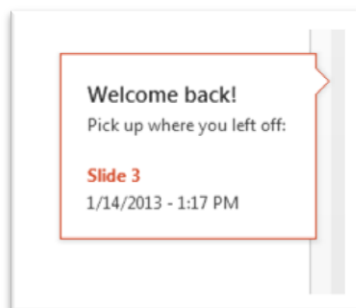 Welcome back!
Pick up where you left off:
Slide 3
1/14/2013 - 1:17 PM